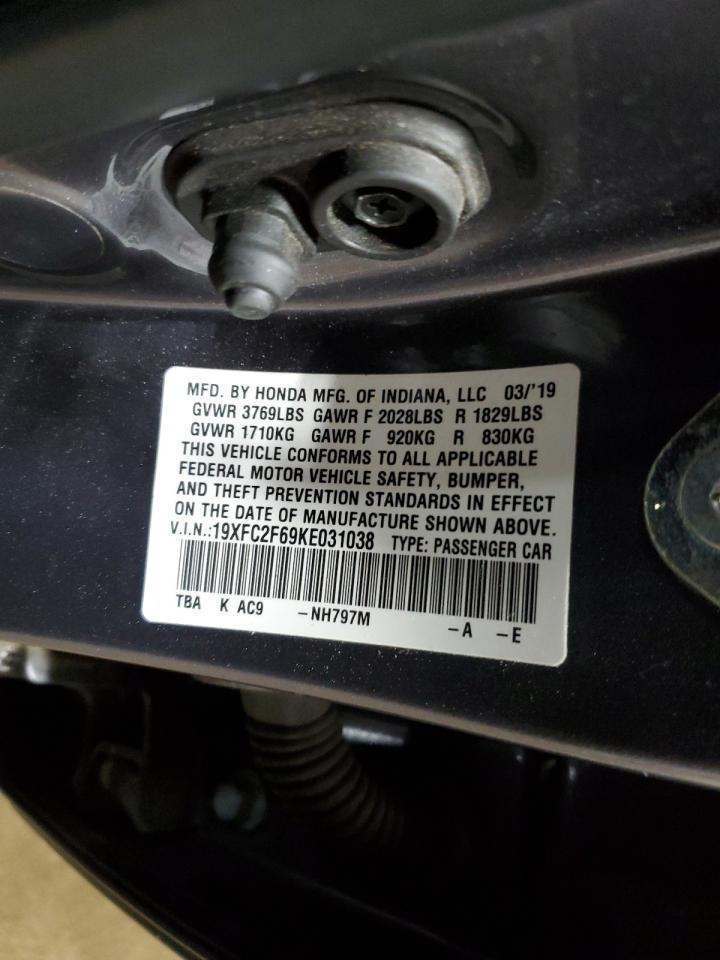 MFD. BY HONDA MFG. OF INDIANA, LLC 03/'19
GVWR 3769LBS GAWR F 2028LBS R 1829LBS
GVWR 1710KG GAWR F 920KG R 830KG
THIS VEHICLE CONFORMS TO ALL APPLICABLE
FEDERAL MOTOR VEHICLE SAFETY, BUMPER,
AND THEFT PREVENTION STANDARDS IN EFFECT
ON THE DATE OF MANUFACTURE SHOWN ABOVE.
V.I.N.:19XFC2F69KE031038 TYPE: PASSENGER CAR
TBA K AC9 -NH797M -A -E